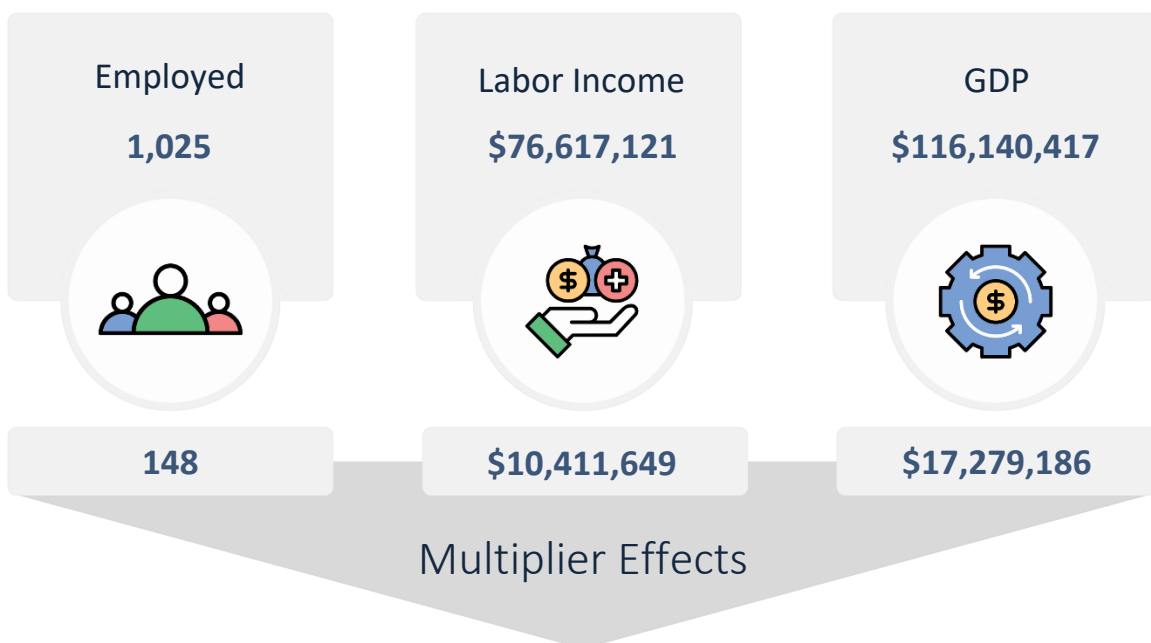 Employed
1,025
Labor Income
$76,617,121
GDP
$116,140,417
$
$
148
$10,411,649
$17,279,186
Multiplier Effects